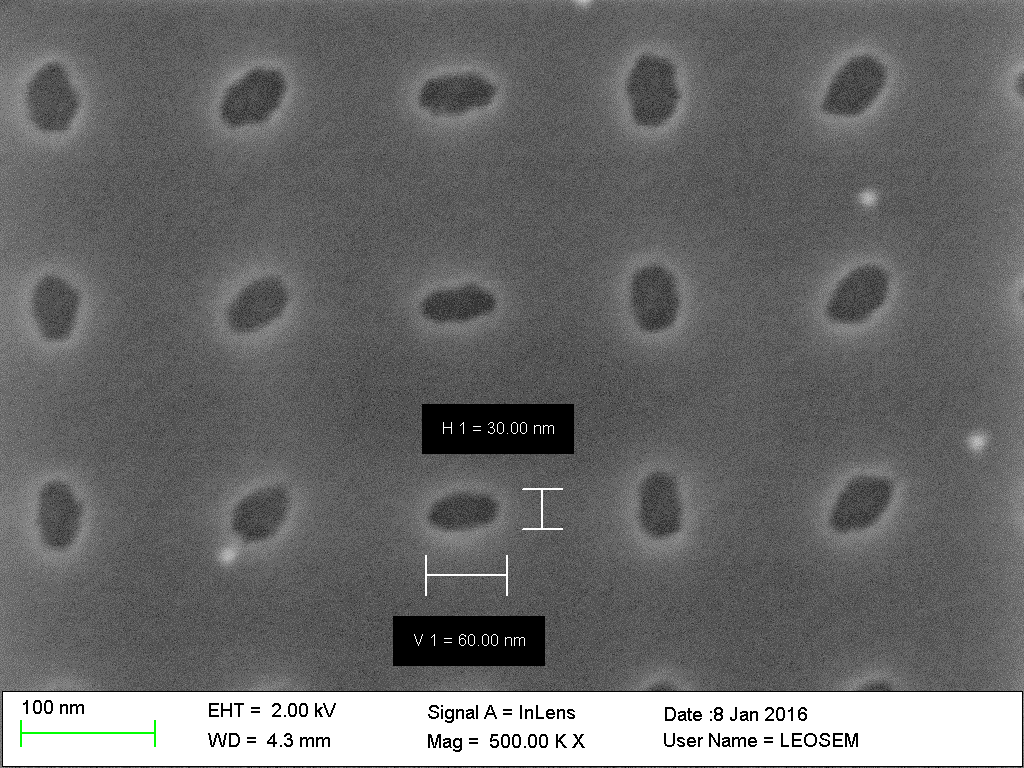 H 1 = 30.00 nm
V 1 = 60.00 nm
100 nm
EHT = 2.00 kV
Signal A = InLens
Date :8 Jan 2016
WD = 4.3 mm
Mag = 500.00 K X
User Name = LEOSEM